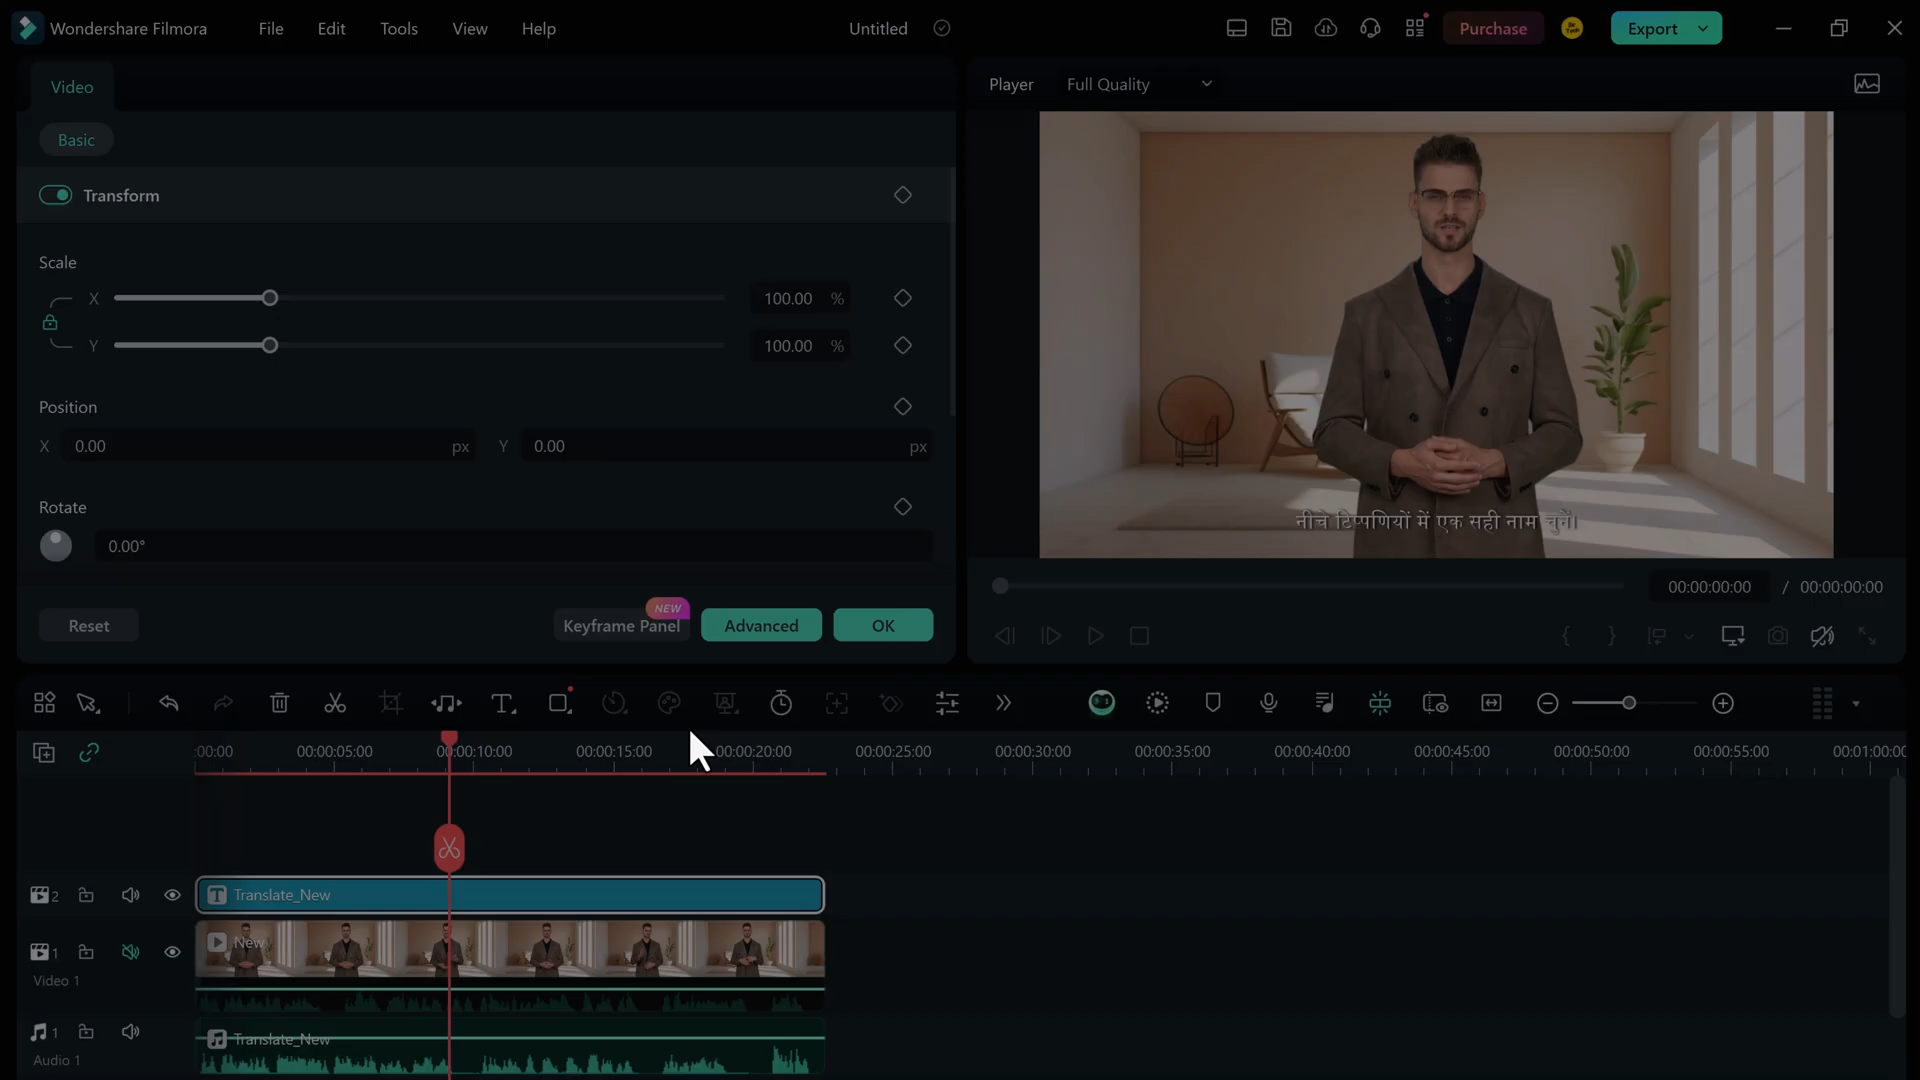 Wondershare Filmora File Edit Tools View Help Untitled Purchase Export
Video
Basic
Transform
Scale
X 100.00 %
Y 100.00 %
Position
X 0.00 px Y 0.00 px
Rotate
0.00°
Reset Keyframe Panel NEW Advanced OK
Player Full Quality
नीचे टिप्पणियों में एक सही नाम चुनें।
00:00:00:00 / 00:00:00:00
:00:00 00:00:05:00 00:00:10:00 00:00:15:00 00:00:20:00 00:00:25:00 00:00:30:00 00:00:35:00 00:00:40:00 00:00:45:00 00:00:50:00 00:00:55:00 00:01:00:00
2 Translate_New
1 New
Video 1
1 Translate_New
Audio 1